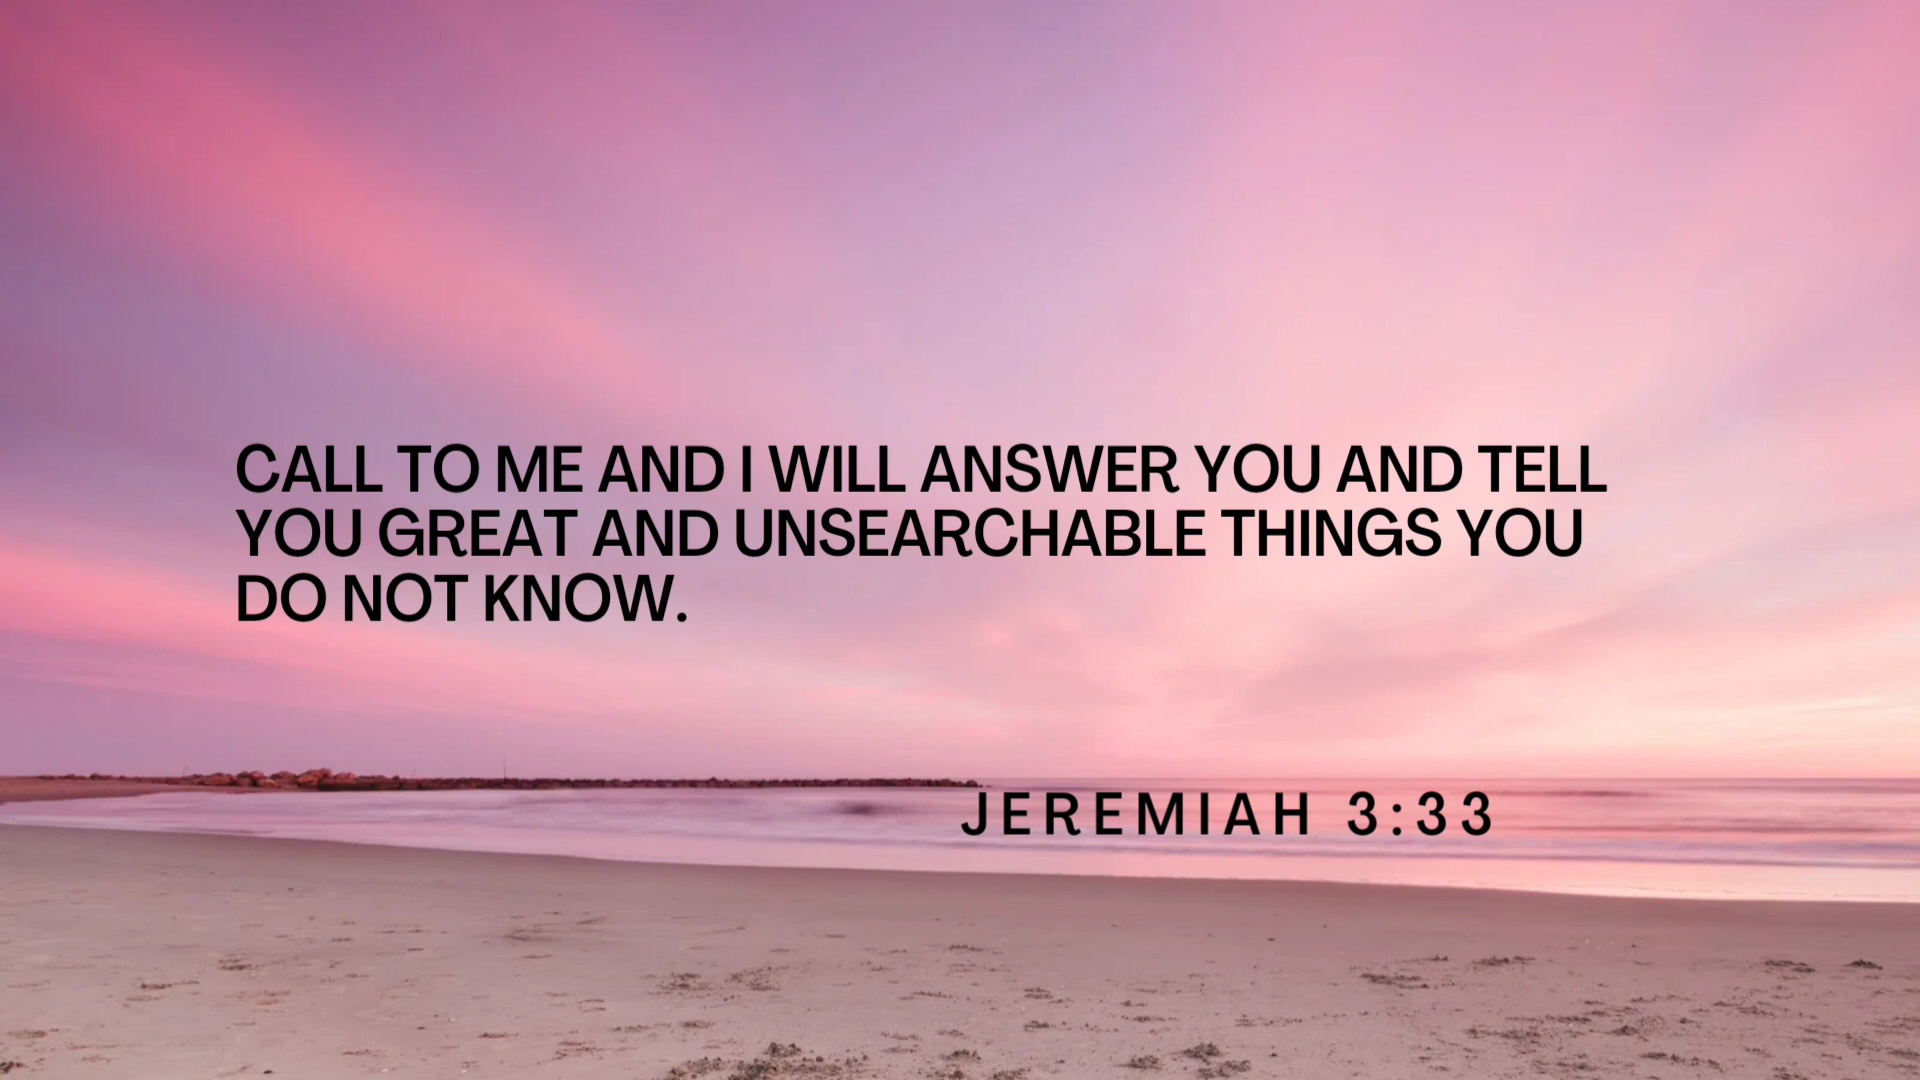 CALL TO ME AND I WILL ANSWER YOU AND TELL
YOU GREAT AND UNSEARCHABLE THINGS YOU
DO NOT KNOW.
JEREMIAH 3:33